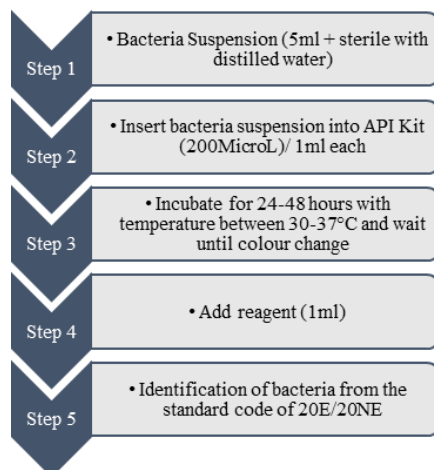 Step 1
• Bacteria Suspension (5ml + sterile with
distilled water)
Step 2
• Insert bacteria suspension into API Kit
(200MicroL)/ 1ml each
Step 3
• Incubate for 24-48 hours with
temperature between 30-37°C and wait
until colour change
Step 4
• Add reagent (1ml)
Step 5
• Identification of bacteria from the
standard code of 20E/20NE